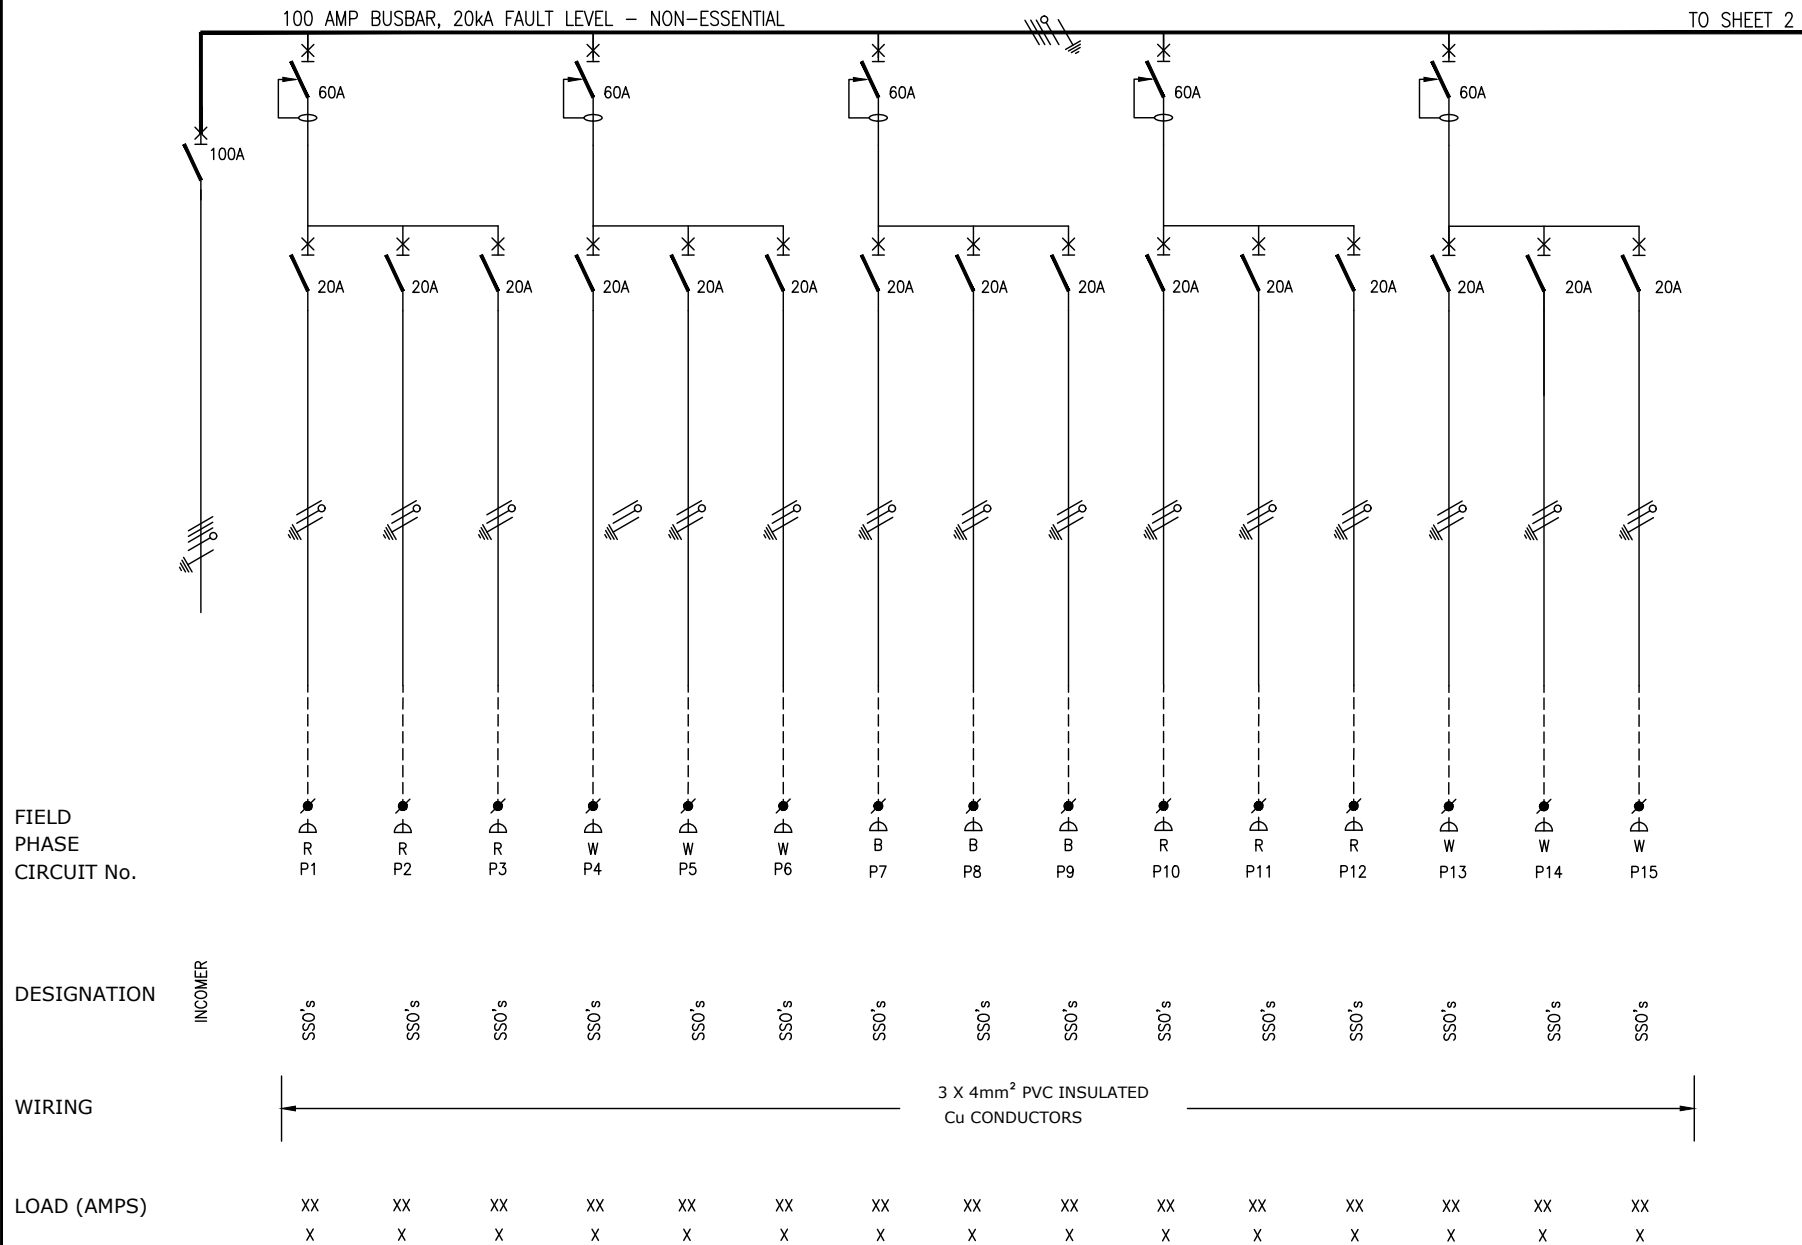 100 AMP BUSBAR, 20kA FAULT LEVEL – NON–ESSENTIAL
TO SHEET 2
60A 60A 60A 60A 60A
100A
20A 20A 20A 20A 20A 20A 20A 20A 20A 20A 20A 20A 20A 20A 20A
FIELD
PHASE R R R W W W B B B R R R W W W
CIRCUIT No. P1 P2 P3 P4 P5 P6 P7 P8 P9 P10 P11 P12 P13 P14 P15
DESIGNATION INCOMER SSO's SSO's SSO's SSO's SSO's SSO's SSO's SSO's SSO's SSO's SSO's SSO's SSO's SSO's SSO's
WIRING
3 X 4mm² PVC INSULATED
Cu CONDUCTORS
LOAD (AMPS) XX XX XX XX XX XX XX XX XX XX XX XX XX XX XX
X X X X X X X X X X X X X X X